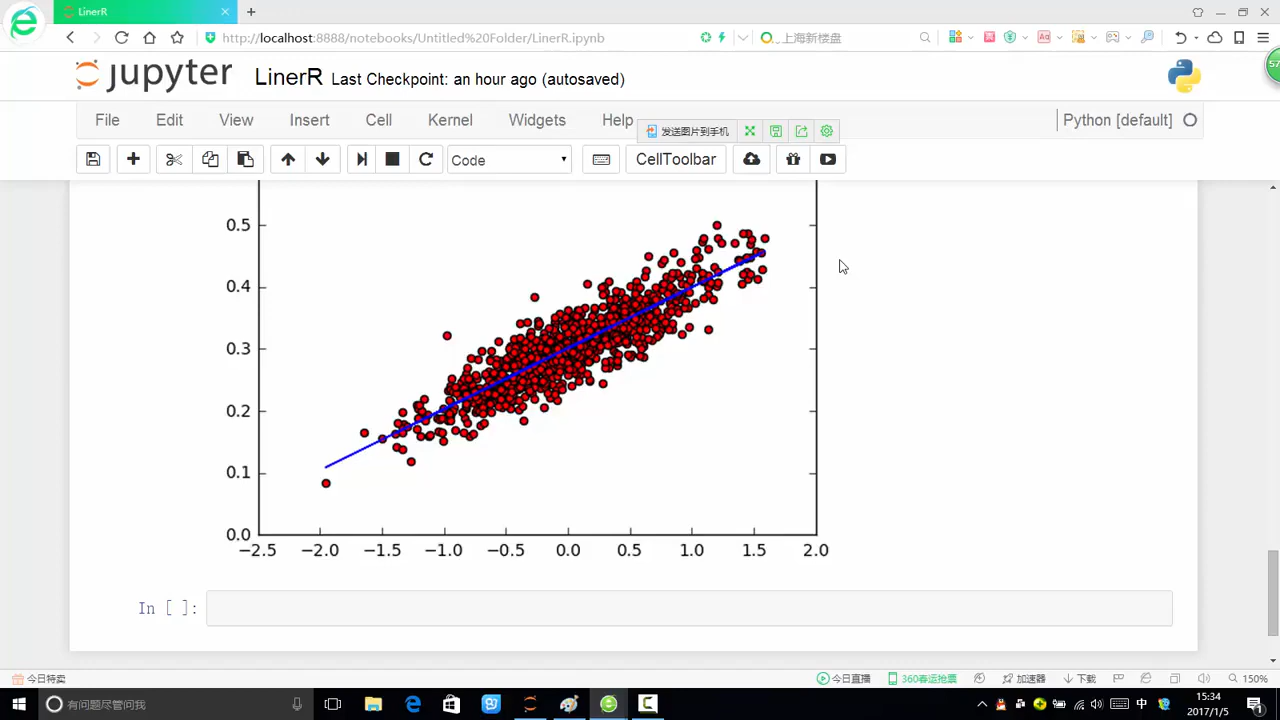 LinerR
http://localhost:8888/notebooks/Untitled%20Folder/LinerR.ipynb
上海新楼盘
57
jupyter LinerR Last Checkpoint: an hour ago (autosaved)
File Edit View Insert Cell Kernel Widgets Help
发送图片到手机
Python [default]
Code
CellToolbar
0.5
0.4
0.3
0.2
0.1
0.0
−2.5 −2.0 −1.5 −1.0 −0.5 0.0 0.5 1.0 1.5 2.0
In [ ]:
今日特卖 今日直播 360春运抢票 加速器 下载 150%
有问题尽管问我
中
15:34
2017/1/5